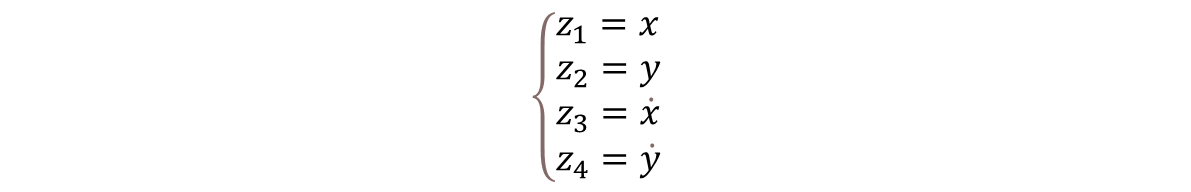 z₁ = x
z₂ = y
z₃ = ẋ
z₄ = ẏ